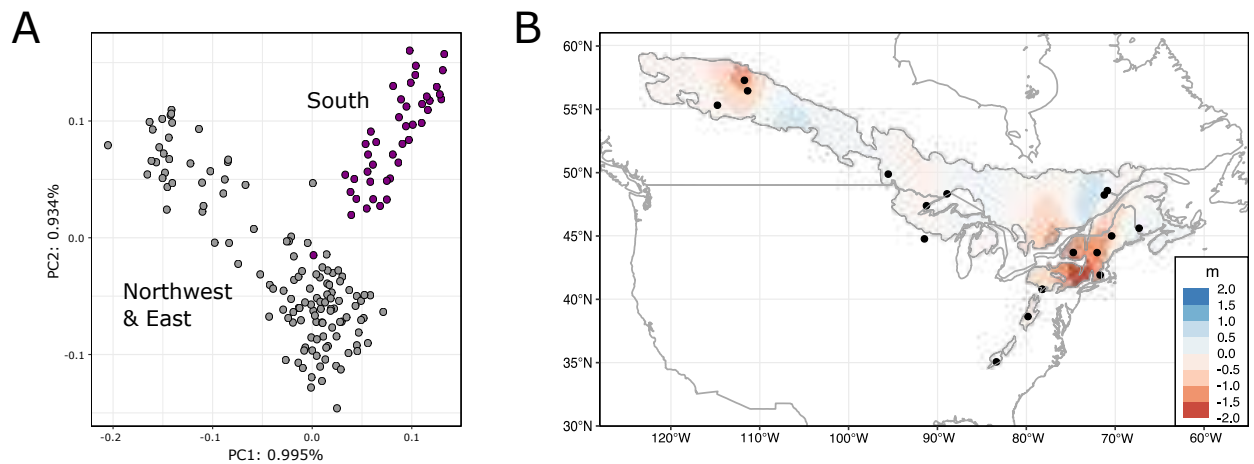 A
B
South
Northwest
& East
0.1
0.0
-0.1
-0.2
-0.1
0.0
0.1
PC2: 0.934%
PC1: 0.995%
60°N
55°N
50°N
45°N
40°N
35°N
30°N
120°W
110°W
100°W
90°W
80°W
70°W
60°W
m
2.0
1.5
1.0
0.5
0.0
-0.5
-1.0
-1.5
-2.0